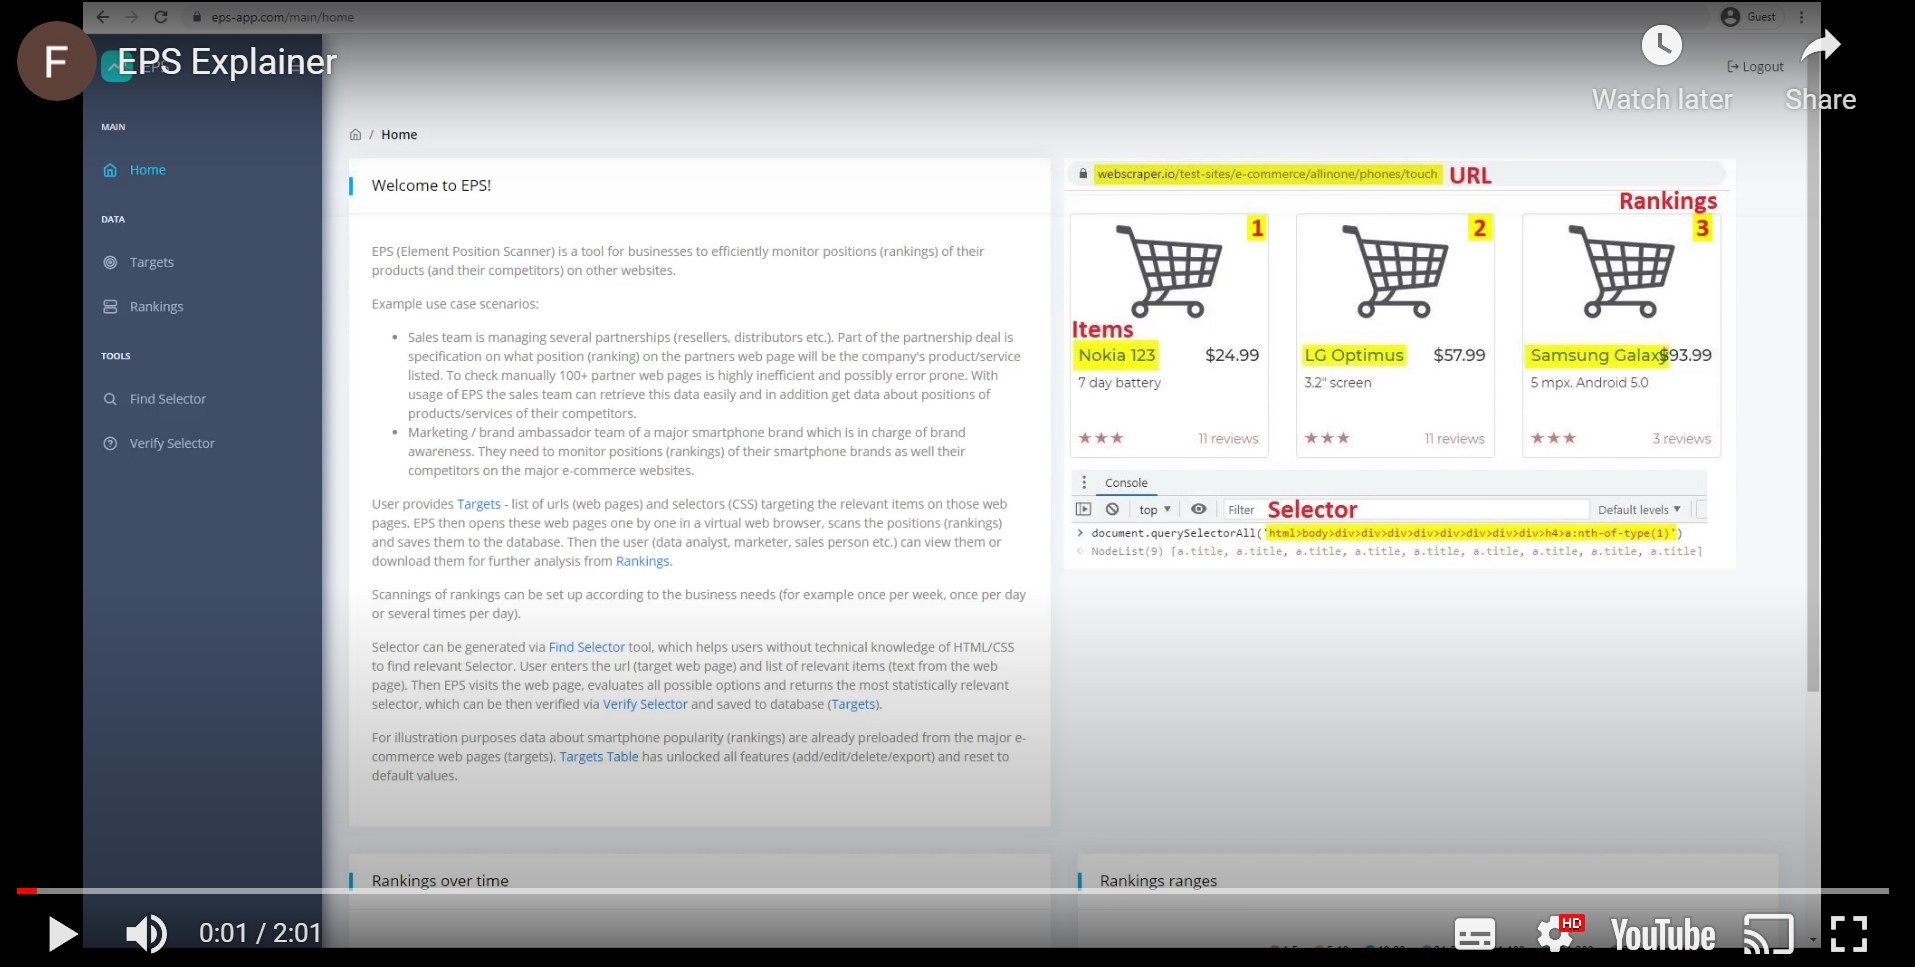 eps-app.com/main/home
Guest
F
EPS Explainer
EPS
Logout
Watch later
Share
MAIN
Home
DATA
Targets
Rankings
TOOLS
Find Selector
Verify Selector
/ Home
Welcome to EPS!
EPS (Element Position Scanner) is a tool for businesses to efficiently monitor positions (rankings) of their
products (and their competitors) on other websites.
Example use case scenarios:
• Sales team is managing several partnerships (resellers, distributors etc.). Part of the partnership deal is
specification on what position (ranking) on the partners web page will be the company's product/service
listed. To check manually 100+ partner web pages is highly inefficient and possibly error prone. With
usage of EPS the sales team can retrieve this data easily and in addition get data about positions of
products/services of their competitors.
• Marketing / brand ambassador team of a major smartphone brand which is in charge of brand
awareness. They need to monitor positions (rankings) of their smartphone brands as well their
competitors on the major e-commerce websites.
User provides Targets - list of urls (web pages) and selectors (CSS) targeting the relevant items on those web
pages. EPS then opens these web pages one by one in a virtual web browser, scans the positions (rankings)
and saves them to the database. Then the user (data analyst, marketer, sales person etc.) can view them or
download them for further analysis from Rankings.
Scannings of rankings can be set up according to the business needs (for example once per week, once per day
or several times per day).
Selector can be generated via Find Selector tool, which helps users without technical knowledge of HTML/CSS
to find relevant Selector. User enters the url (target web page) and list of relevant items (text from the web
page). Then EPS visits the web page, evaluates all possible options and returns the most statistically relevant
selector, which can be then verified via Verify Selector and saved to database (Targets).
For illustration purposes data about smartphone popularity (rankings) are already preloaded from the major e-
commerce web pages (targets). Targets Table has unlocked all features (add/edit/delete/export) and reset to
default values.
webscraper.io/test-sites/e-commerce/allinone/phones/touch URL
Rankings
1 2 3
Items
Nokia 123 $24.99
7 day battery
★★★ 11 reviews
LG Optimus $57.99
3.2" screen
★★★ 11 reviews
Samsung Galaxy $93.99
5 mpx. Android 5.0
★★★ 3 reviews
Console
top ▼ Filter Selector Default levels ▼
> document.querySelectorAll('html>body>div>div>div>div>div>div>div>div>h4>a:nth-of-type(1)')
NodeList(9) [a.title, a.title, a.title, a.title, a.title, a.title, a.title, a.title, a.title]
Rankings over time
Rankings ranges
0:01 / 2:01
HD
YouTube